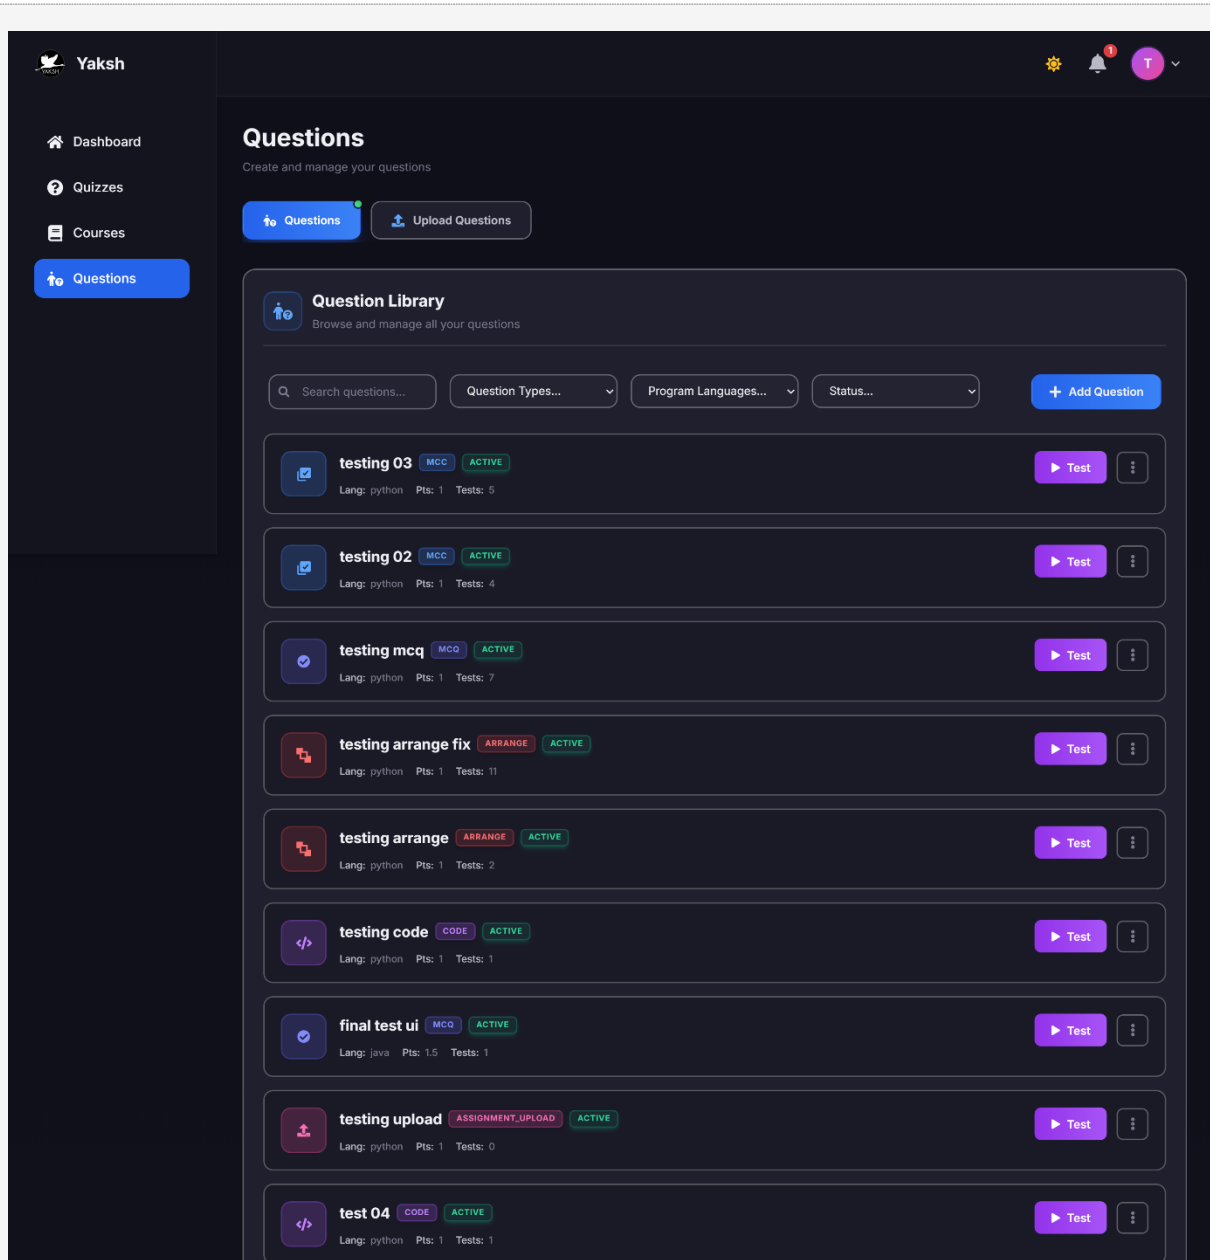 Yaksh
1
T
Dashboard
Quizzes
Courses
Questions
Questions
Create and manage your questions
Questions
Upload Questions
Question Library
Browse and manage all your questions
Search questions...
Question Types...
Program Languages...
Status...
+ Add Question
testing 03 MCC ACTIVE
Lang: python Pts: 1 Tests: 5
Test
testing 02 MCC ACTIVE
Lang: python Pts: 1 Tests: 4
Test
testing mcq MCQ ACTIVE
Lang: python Pts: 1 Tests: 7
Test
testing arrange fix ARRANGE ACTIVE
Lang: python Pts: 1 Tests: 11
Test
testing arrange ARRANGE ACTIVE
Lang: python Pts: 1 Tests: 2
Test
testing code CODE ACTIVE
Lang: python Pts: 1 Tests: 1
Test
final test ui MCQ ACTIVE
Lang: java Pts: 1.5 Tests: 1
Test
testing upload ASSIGNMENT_UPLOAD ACTIVE
Lang: python Pts: 1 Tests: 0
Test
test 04 CODE ACTIVE
Lang: python Pts: 1 Tests: 1
Test